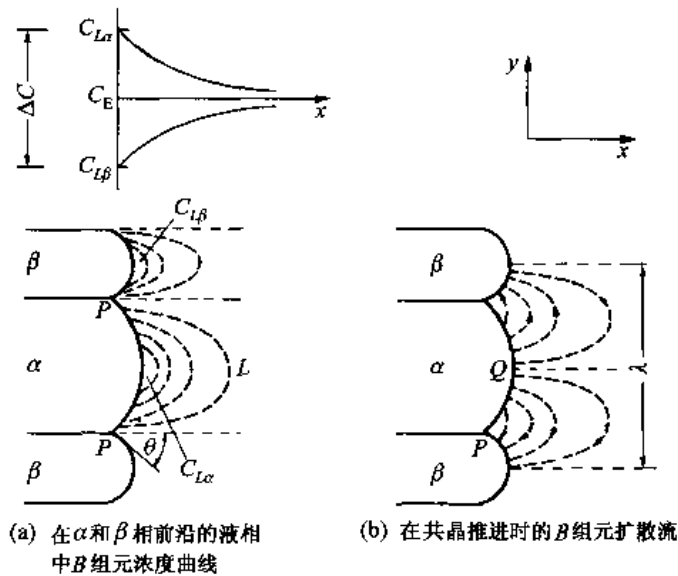 C_{Lα}
ΔC
C_E
x
C_{Lβ}
y
x
C_{Lβ}
β
P
α
L
P
θ
β
C_{Lα}
β
α
Q
λ
P
β
(a) 在α和β相前沿的液相
中B组元浓度曲线
(b) 在共晶推进时的B组元扩散流